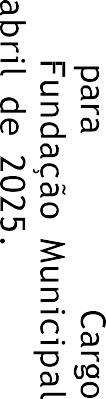 para Cargo
Fundação Municipal
abril de 2025.